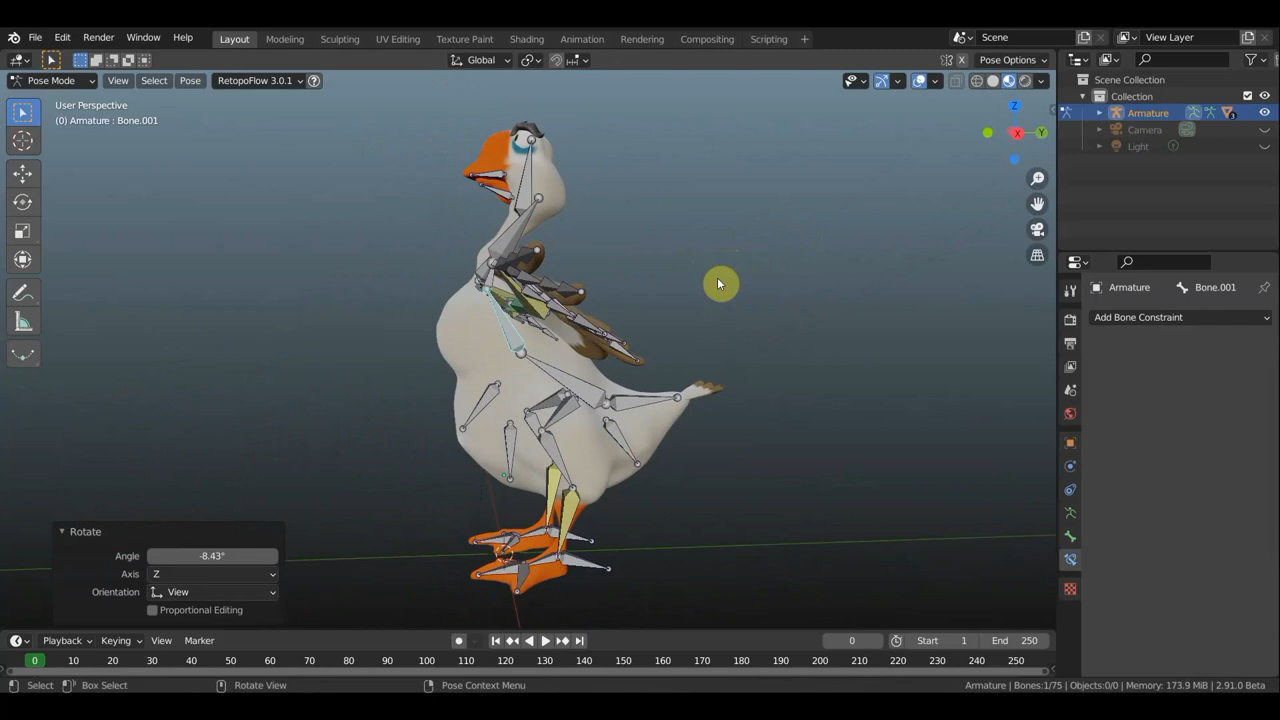 File Edit Render Window Help Layout Modeling Sculpting UV Editing Texture Paint Shading Animation Rendering Compositing Scripting + Scene View Layer
Global Pose Options
Pose Mode View Select Pose RetopoFlow 3.0.1
User Perspective
(0) Armature : Bone.001
Z
X
Y
X
Scene Collection
Collection
Armature
3
Camera
Light
Armature Bone.001
Add Bone Constraint
Rotate
Angle -8.43°
Axis Z
Orientation View
Proportional Editing
Playback Keying View Marker 0 Start 1 End 250
0 10 20 30 40 50 60 70 80 90 100 110 120 130 140 150 160 170 180 190 200 210 220 230 240 250
Select Box Select Rotate View Pose Context Menu Armature | Bones:1/75 | Objects:0/0 | Memory: 173.9 MiB | 2.91.0 Beta